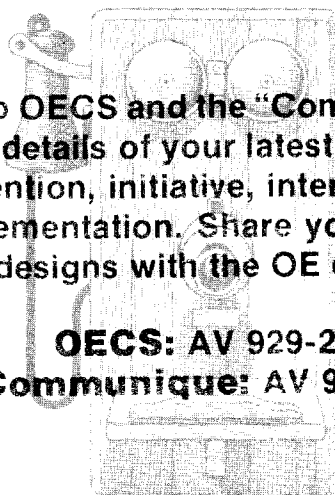 o OECS and the “Com
details of your latest
ention, initiative, inter
ementation. Share yo
designs with the OE
OECS: AV 929-2
Communique: AV 9